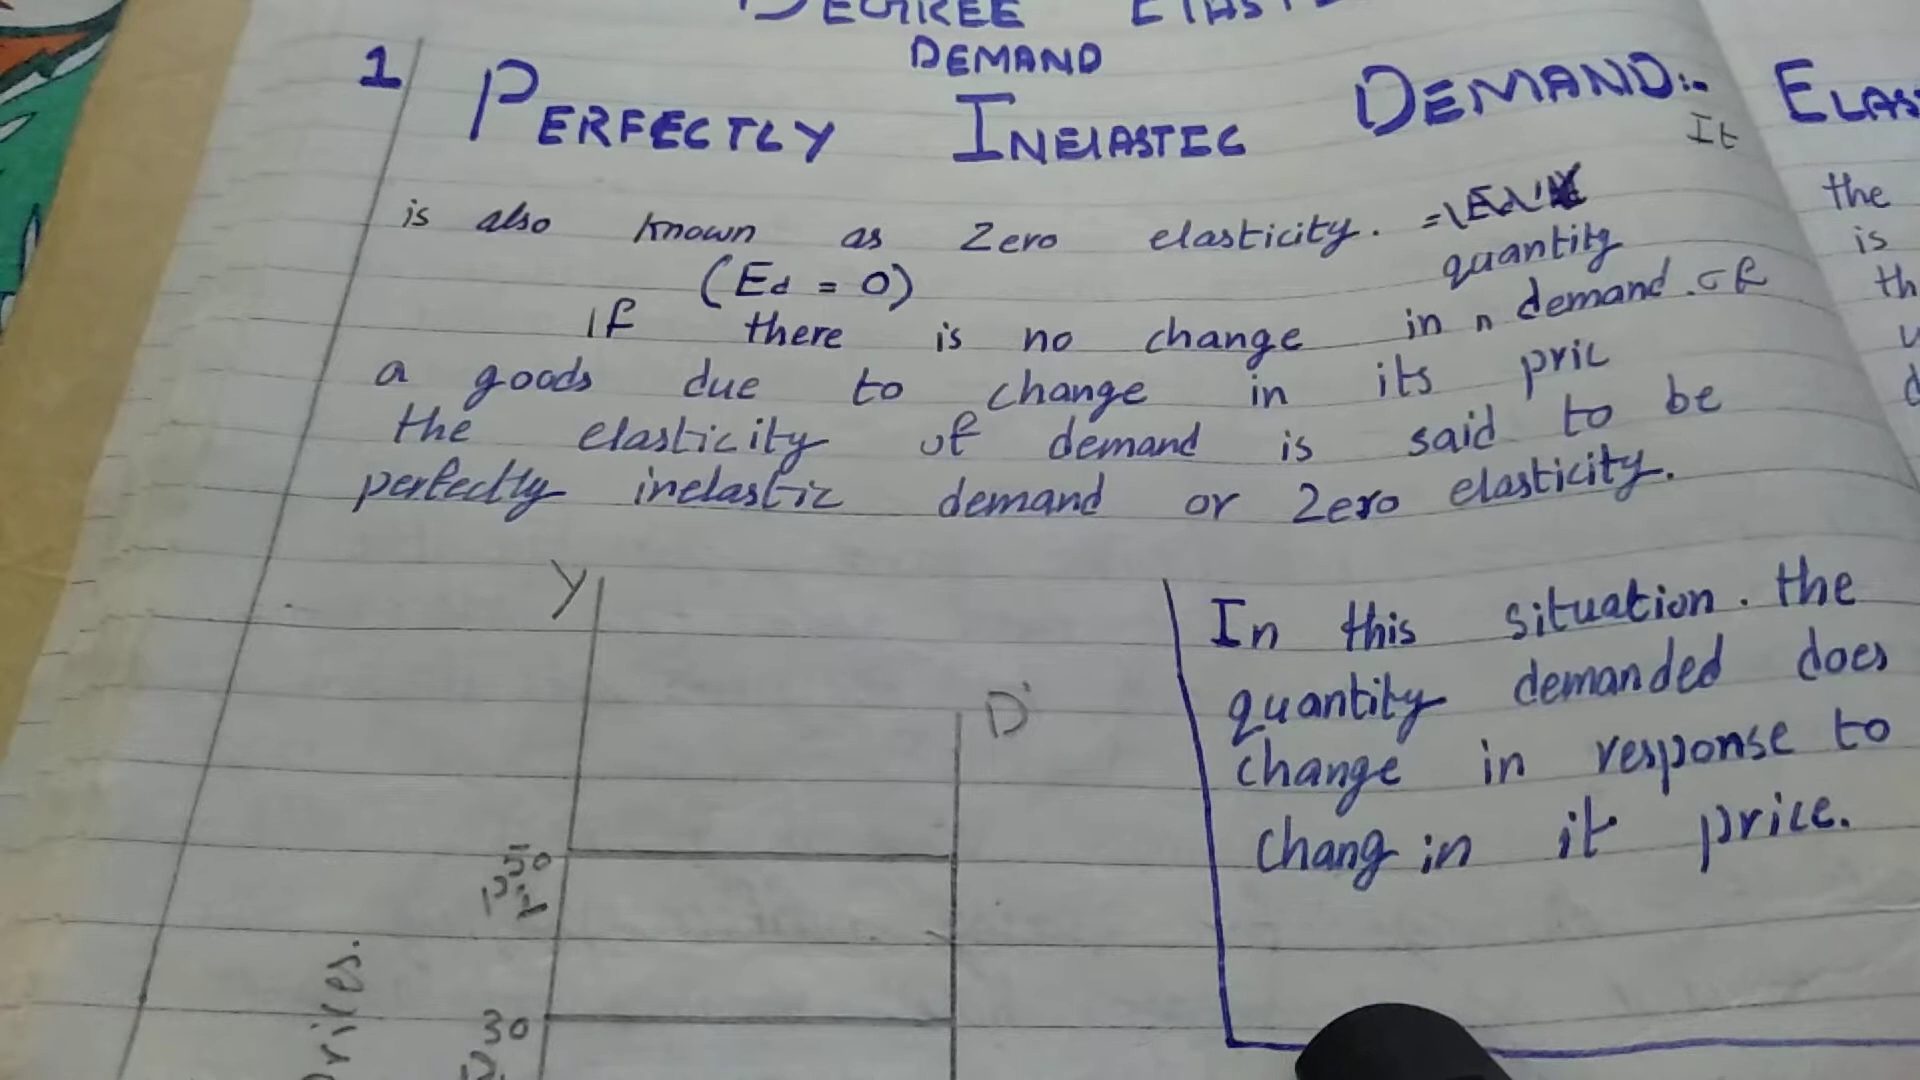 DEGREE
DEMAND
1 PERFECTLY INELASTIC DEMAND:- It
is also known as Zero elasticity.
(Ed = 0)
quantity
If there is no change in n demand of
a goods due to change in its pric
the elasticity of demand is said to be
perfectly inelastic demand or Zero elasticity.
Y
D
50
30
Prices.
In this situation. the
quantity demanded does
change in response to
chang in it price.
the
is